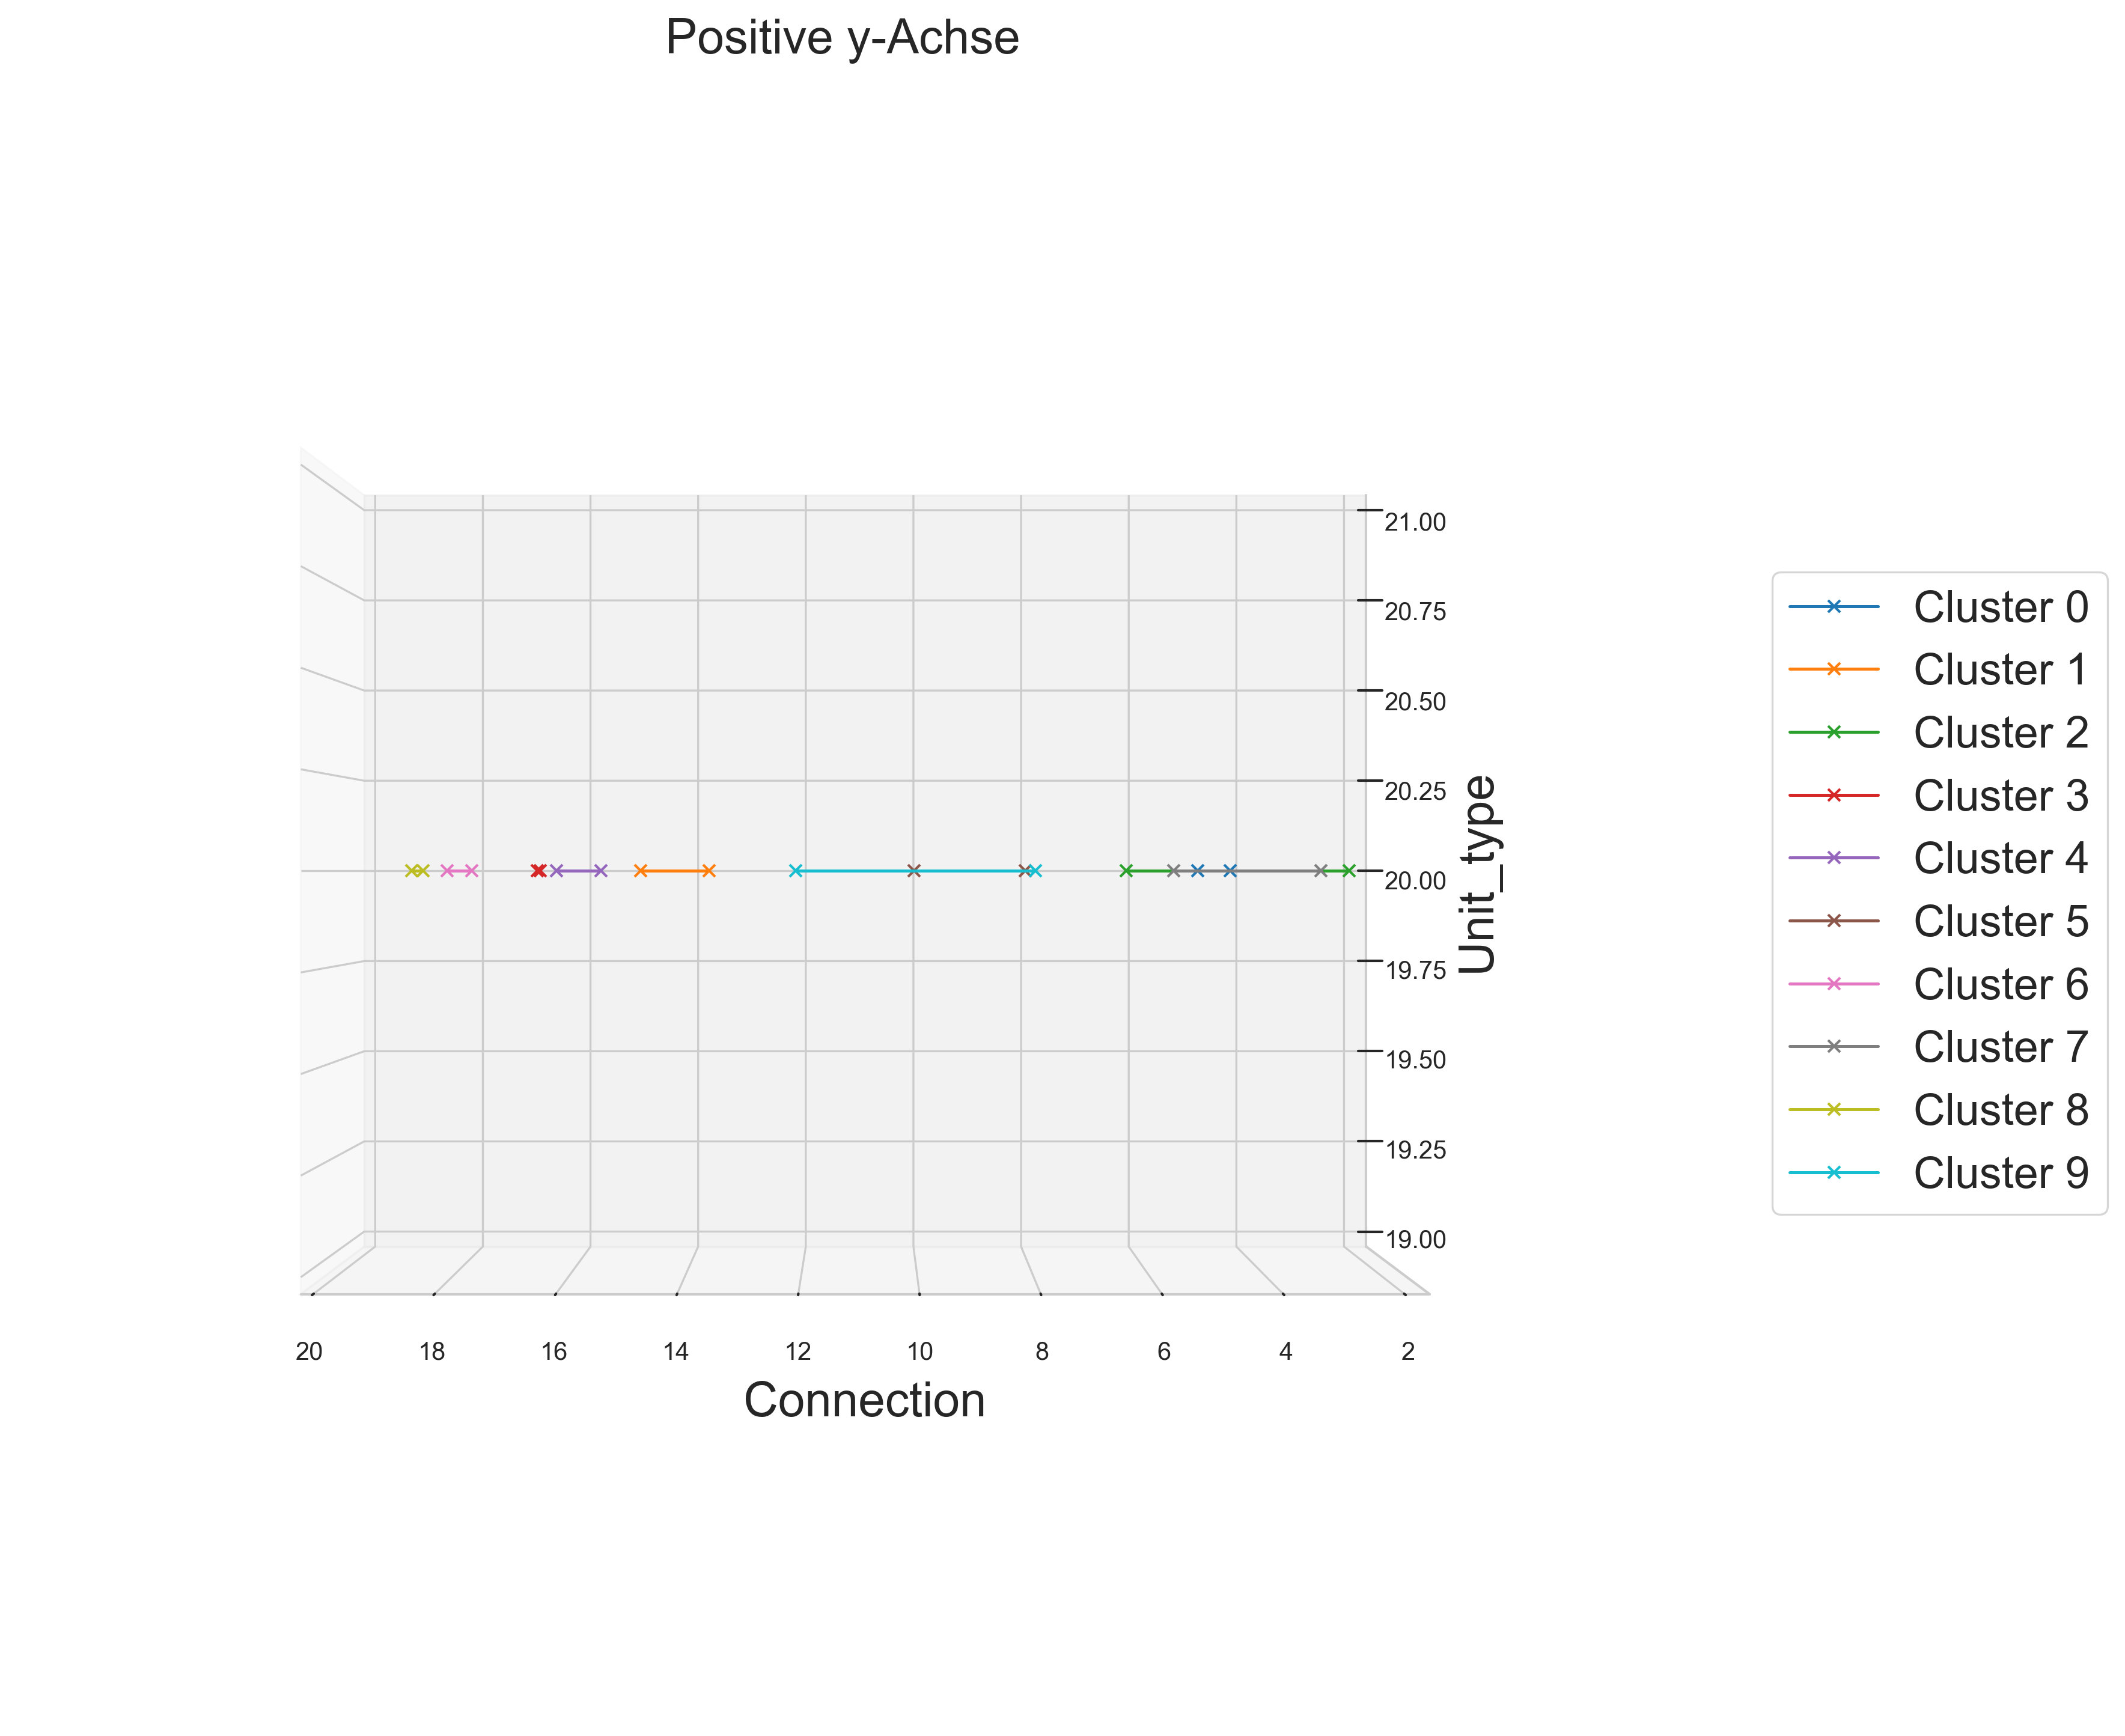 Positive y-Achse
21.00
20.75
20.50
20.25
20.00
19.75
19.50
19.25
19.00
Unit_type
20 18 16 14 12 10 8 6 4 2
Connection
Cluster 0
Cluster 1
Cluster 2
Cluster 3
Cluster 4
Cluster 5
Cluster 6
Cluster 7
Cluster 8
Cluster 9